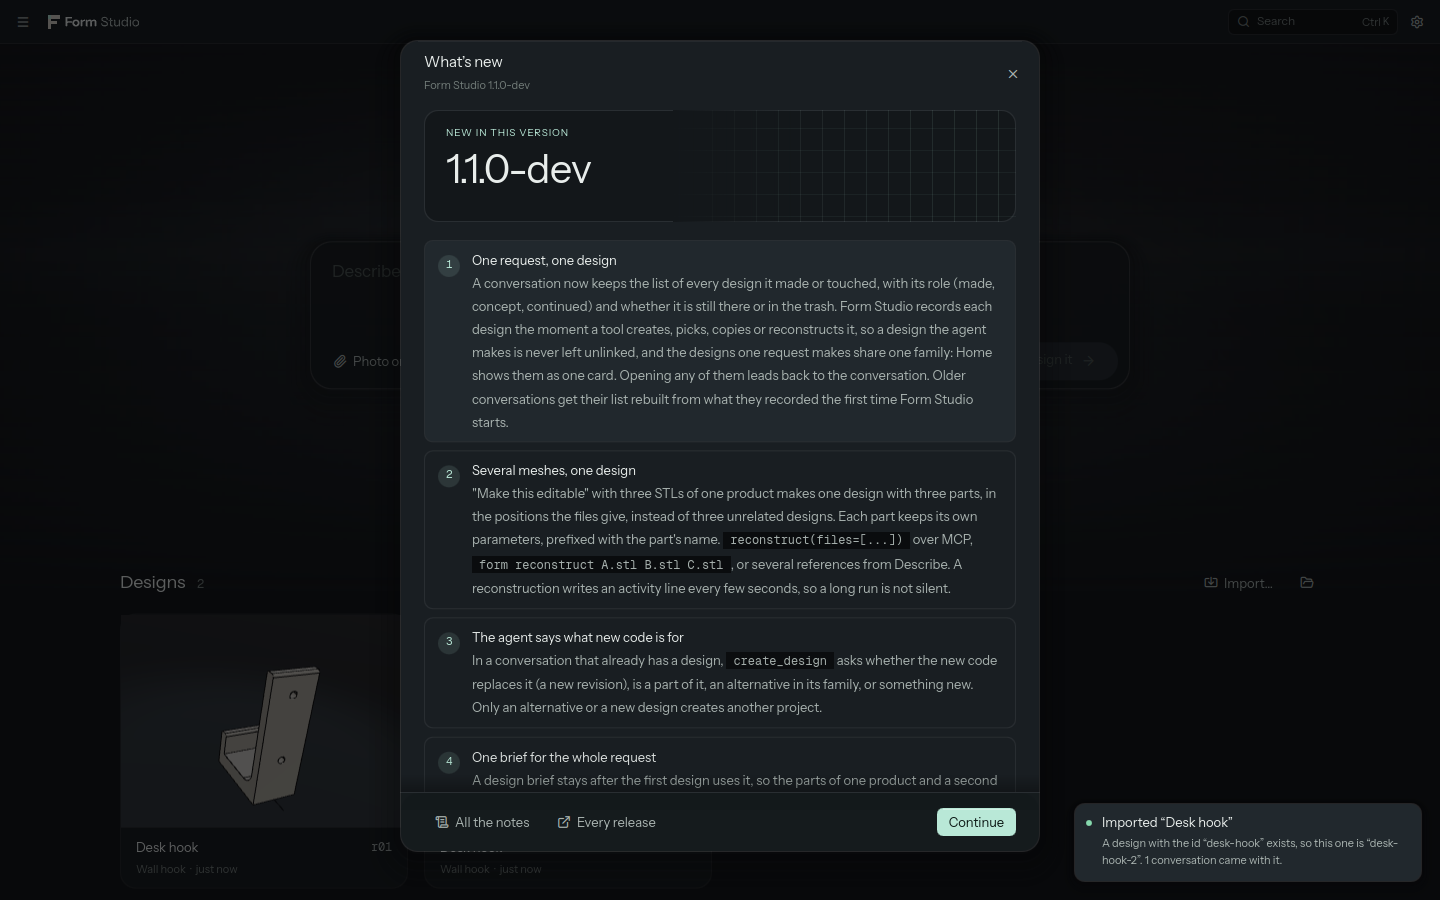 Form Studio
Search
Ctrl K
What's new
Form Studio 1.1.0-dev
NEW IN THIS VERSION
1.1.0-dev
Describe
Photo or
ign it
1
One request, one design
A conversation now keeps the list of every design it made or touched, with its role (made,
concept, continued) and whether it is still there or in the trash. Form Studio records each
design the moment a tool creates, picks, copies or reconstructs it, so a design the agent
makes is never left unlinked, and the designs one request makes share one family: Home
shows them as one card. Opening any of them leads back to the conversation. Older
conversations get their list rebuilt from what they recorded the first time Form Studio
starts.
2
Several meshes, one design
"Make this editable" with three STLs of one product makes one design with three parts, in
the positions the files give, instead of three unrelated designs. Each part keeps its own
parameters, prefixed with the part's name. reconstruct(files=[...]) over MCP,
form reconstruct A.stl B.stl C.stl , or several references from Describe. A
reconstruction writes an activity line every few seconds, so a long run is not silent.
3
The agent says what new code is for
In a conversation that already has a design, create_design asks whether the new code
replaces it (a new revision), is a part of it, an alternative in its family, or something new.
Only an alternative or a new design creates another project.
4
One brief for the whole request
A design brief stays after the first design uses it, so the parts of one product and a second
All the notes
Every release
Continue
Designs 2
Import...
Desk hook
r01
Wall hook · just now
Wall hook · just now
Imported “Desk hook”
A design with the id “desk-hook” exists, so this one is “desk-
hook-2”. 1 conversation came with it.